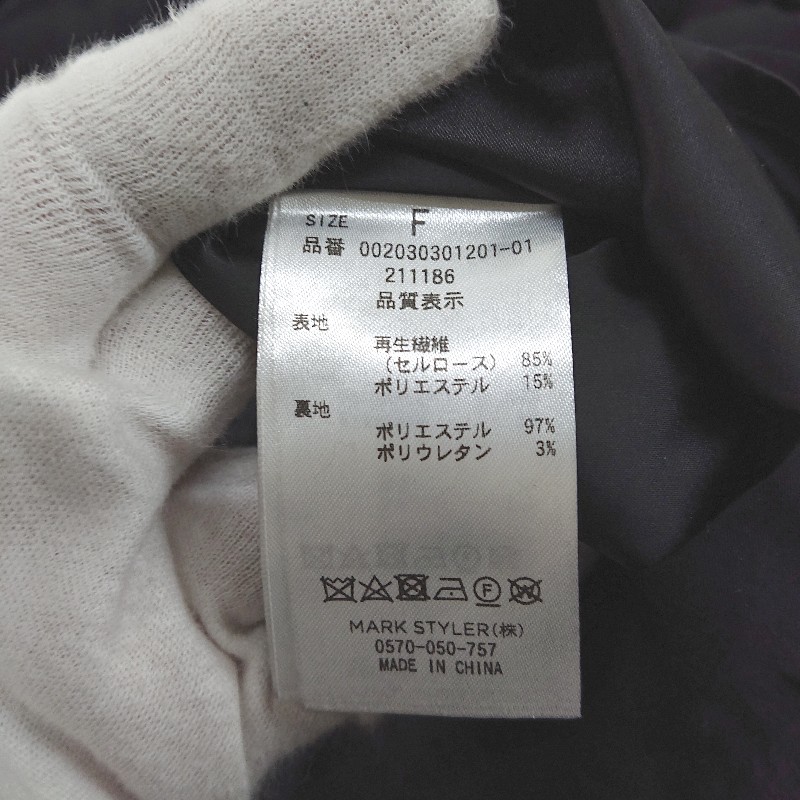 SIZE F
品番 002030301201-01
211186
品質表示
表地
再生繊維
(セルロース) 85%
ポリエステル 15%
裏地
ポリエステル 97%
ポリウレタン 3%
F W
MARK STYLER(株)
0570-050-757
MADE IN CHINA